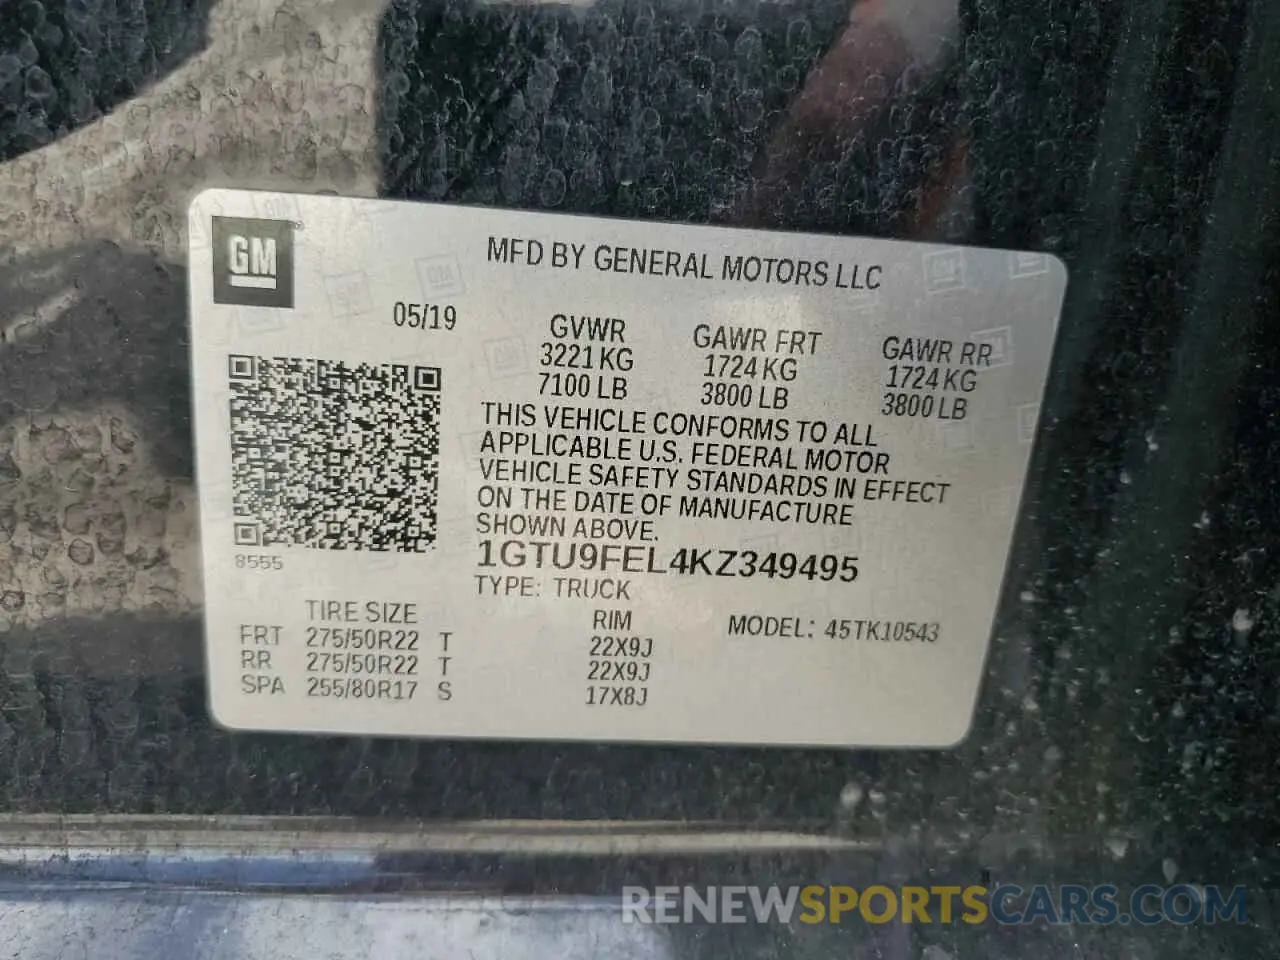 GM
MFD BY GENERAL MOTORS LLC
05/19
GVWR GAWR FRT GAWR RR
3221 KG 1724 KG 1724 KG
7100 LB 3800 LB 3800 LB
THIS VEHICLE CONFORMS TO ALL
APPLICABLE U.S. FEDERAL MOTOR
VEHICLE SAFETY STANDARDS IN EFFECT
ON THE DATE OF MANUFACTURE
SHOWN ABOVE.
8555
1GTU9FEL4KZ349495
TYPE: TRUCK
TIRE SIZE RIM MODEL: 45TK10543
FRT 275/50R22 T 22X9J
RR 275/50R22 T 22X9J
SPA 255/80R17 S 17X8J
RENEWSPORTSCARS.COM